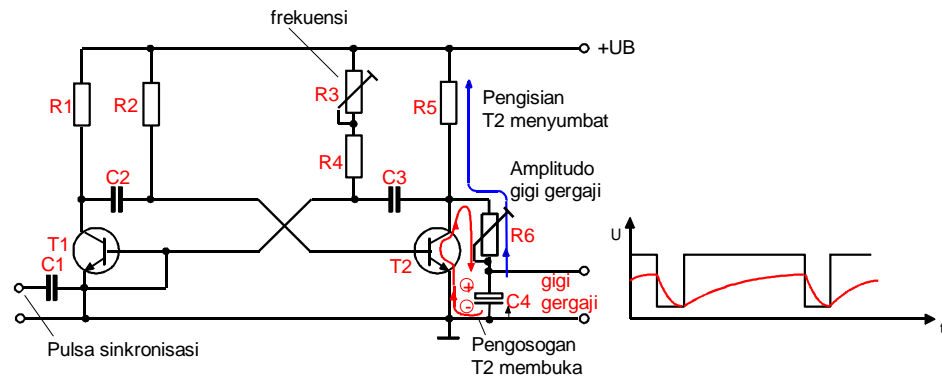 frekuensi
+UB
R1
R2
R3
R5
Pengisian
T2 menyumbat
R4
C2
C3
Amplitudo
gigi gergaji
T1
T2
R6
U
C1
+
-
C4
gigi
gergaji
Pulsa sinkronisasi
Pengosogan
T2 membuka
t